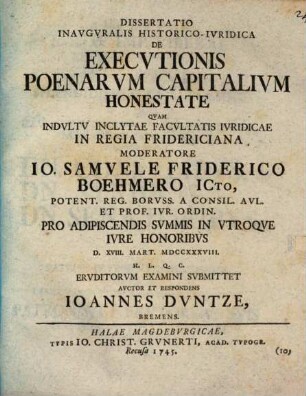 DISSERTATIO
INAVGVRALIS HISTORICO-IVRIDICA
DE
EXECVTIONIS
POENARVM CAPITALIVM
HONESTATE
QVAM
INDVLTV INCLYTAE FACVLTATIS IVRIDICAE
IN REGIA FRIDERICIANA
MODERATORE
IO. SAMVELE FRIDERICO
BOEHMERO ICTO,
POTENT. REG. BORVSS. A CONSIL. AVL.
ET PROF. IVR. ORDIN.
PRO ADIPISCENDIS SVMMIS IN VTROQVE
IVRE HONORIBVS
D. XVIII. MART. MDCCXXXVIII.
H. L. Q. C.
ERVDITORVM EXAMINI SVBMITTET
AVCTOR ET RESPONDENS
IOANNES DVNTZE,
BREMENS.
HALAE MAGDEBVRGICAE,
TYPIS IO. CHRIST. GRVNERTI, ACAD. TYPOGR.
Recusa 1745.
(10)